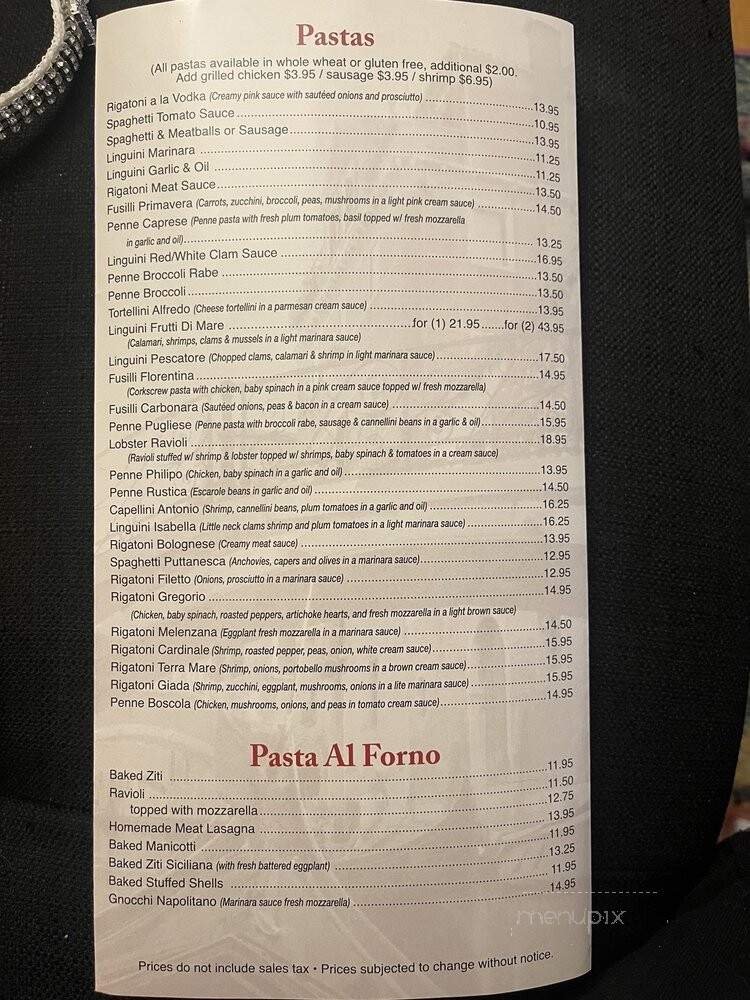 Pastas
(All pastas available in whole wheat or gluten free, additional $2.00.
Add grilled chicken $3.95 / sausage $3.95 / shrimp $6.95)
Rigatoni a la Vodka (Creamy pink sauce with sautéed onions and prosciutto) ..... 13.95
Spaghetti Tomato Sauce ..... 10.95
Spaghetti & Meatballs or Sausage ..... 13.95
Linguini Marinara ..... 11.25
Linguini Garlic & Oil ..... 11.25
Rigatoni Meat Sauce ..... 13.50
Fusilli Primavera (Carrots, zucchini, broccoli, peas, mushrooms in a light pink cream sauce) ..... 14.50
Penne Caprese (Penne pasta with fresh plum tomatoes, basil topped w/ fresh mozzarella
in garlic and oil) ..... 13.25
Linguini Red/White Clam Sauce ..... 16.95
Penne Broccoli Rabe ..... 13.50
Penne Broccoli ..... 13.50
Tortellini Alfredo (Cheese tortellini in a parmesan cream sauce) ..... 13.95
Linguini Frutti Di Mare ..... for (1) 21.95 ..... for (2) 43.95
(Calamari, shrimps, clams & mussels in a light marinara sauce)
Linguini Pescatore (Chopped clams, calamari & shrimp in light marinara sauce) ..... 17.50
Fusilli Florentina ..... 14.95
(Corkscrew pasta with chicken, baby spinach in a pink cream sauce topped w/ fresh mozzarella)
Fusilli Carbonara (Sautéed onions, peas & bacon in a cream sauce) ..... 14.50
Penne Pugliese (Penne pasta with broccoli rabe, sausage & cannellini beans in a garlic & oil) ..... 15.95
Lobster Ravioli ..... 18.95
(Ravioli stuffed w/ shrimp & lobster topped w/ shrimps, baby spinach & tomatoes in a cream sauce)
Penne Philipo (Chicken, baby spinach in a garlic and oil) ..... 13.95
Penne Rustica (Escarole beans in garlic and oil) ..... 14.50
Capellini Antonio (Shrimp, cannellini beans, plum tomatoes in a garlic and oil) ..... 16.25
Linguini Isabella (Little neck clams shrimp and plum tomatoes in a light marinara sauce) ..... 16.25
Rigatoni Bolognese (Creamy meat sauce) ..... 13.95
Spaghetti Puttanesca (Anchovies, capers and olives in a marinara sauce) ..... 12.95
Rigatoni Filetto (Onions, prosciutto in a marinara sauce) ..... 12.95
Rigatoni Gregorio ..... 14.95
(Chicken, baby spinach, roasted peppers, artichoke hearts, and fresh mozzarella in a light brown sauce)
Rigatoni Melenzana (Eggplant fresh mozzarella in a marinara sauce) ..... 14.50
Rigatoni Cardinale (Shrimp, roasted pepper, peas, onion, white cream sauce) ..... 15.95
Rigatoni Terra Mare (Shrimp, onions, portobello mushrooms in a brown cream sauce) ..... 15.95
Rigatoni Giada (Shrimp, zucchini, eggplant, mushrooms, onions in a lite marinara sauce) ..... 15.95
Penne Boscola (Chicken, mushrooms, onions, and peas in tomato cream sauce) ..... 14.95
Pasta Al Forno
Baked Ziti ..... 11.95
Ravioli ..... 11.50
topped with mozzarella ..... 12.75
Homemade Meat Lasagna ..... 13.95
Baked Manicotti ..... 11.95
Baked Ziti Siciliana (with fresh battered eggplant) ..... 13.25
Baked Stuffed Shells ..... 11.95
Gnocchi Napolitano (Marinara sauce fresh mozzarella) ..... 14.95
menupix
Prices do not include sales tax • Prices subjected to change without notice.